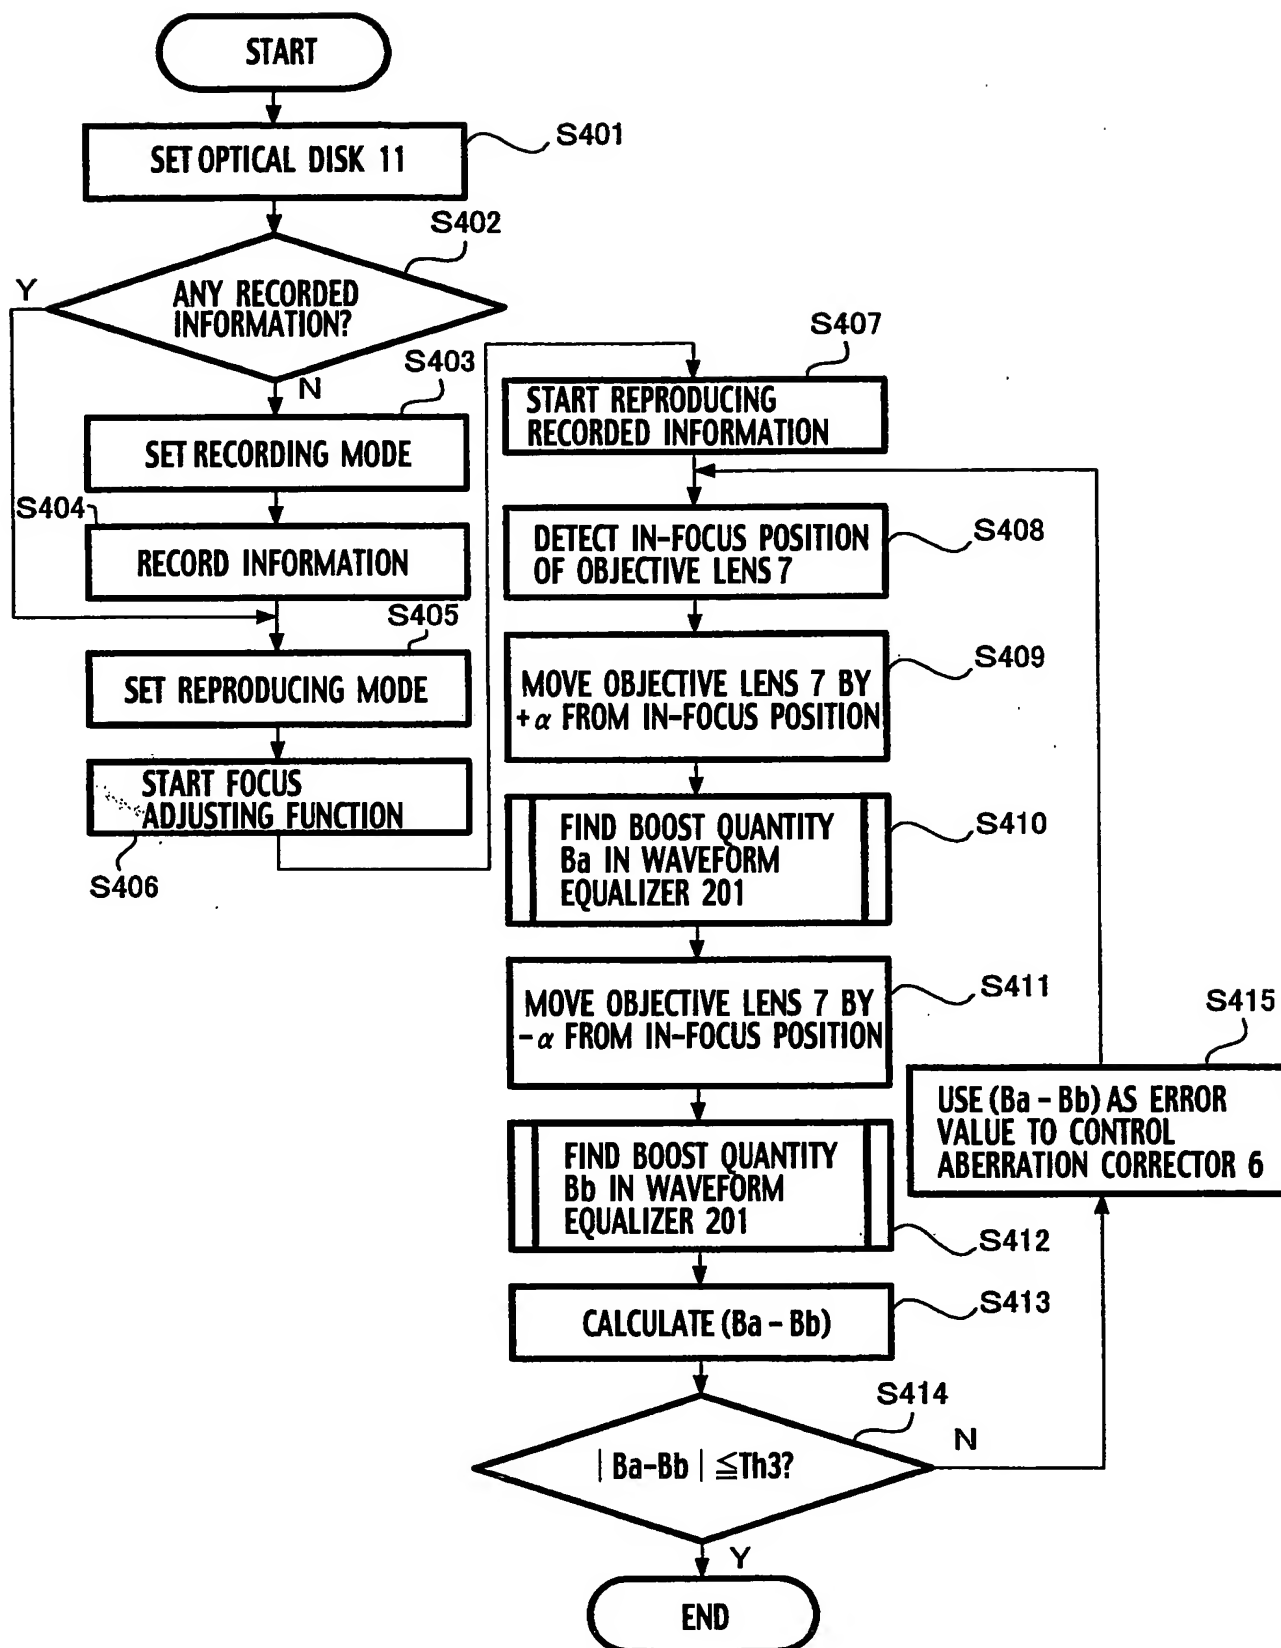 START
SET OPTICAL DISK 11
S401
S402
Y
ANY RECORDED
INFORMATION?
N
S403
SET RECORDING MODE
S404
RECORD INFORMATION
S405
SET REPRODUCING MODE
START FOCUS
ADJUSTING FUNCTION
S406
S407
START REPRODUCING
RECORDED INFORMATION
S408
DETECT IN-FOCUS POSITION
OF OBJECTIVE LENS 7
S409
MOVE OBJECTIVE LENS 7 BY
+α FROM IN-FOCUS POSITION
S410
FIND BOOST QUANTITY
Ba IN WAVEFORM
EQUALIZER 201
S411
MOVE OBJECTIVE LENS 7 BY
-α FROM IN-FOCUS POSITION
FIND BOOST QUANTITY
Bb IN WAVEFORM
EQUALIZER 201
S412
S413
CALCULATE (Ba - Bb)
S414
|Ba-Bb| ≦Th3?
N
S415
USE (Ba - Bb) AS ERROR
VALUE TO CONTROL
ABERRATION CORRECTOR 6
Y
END